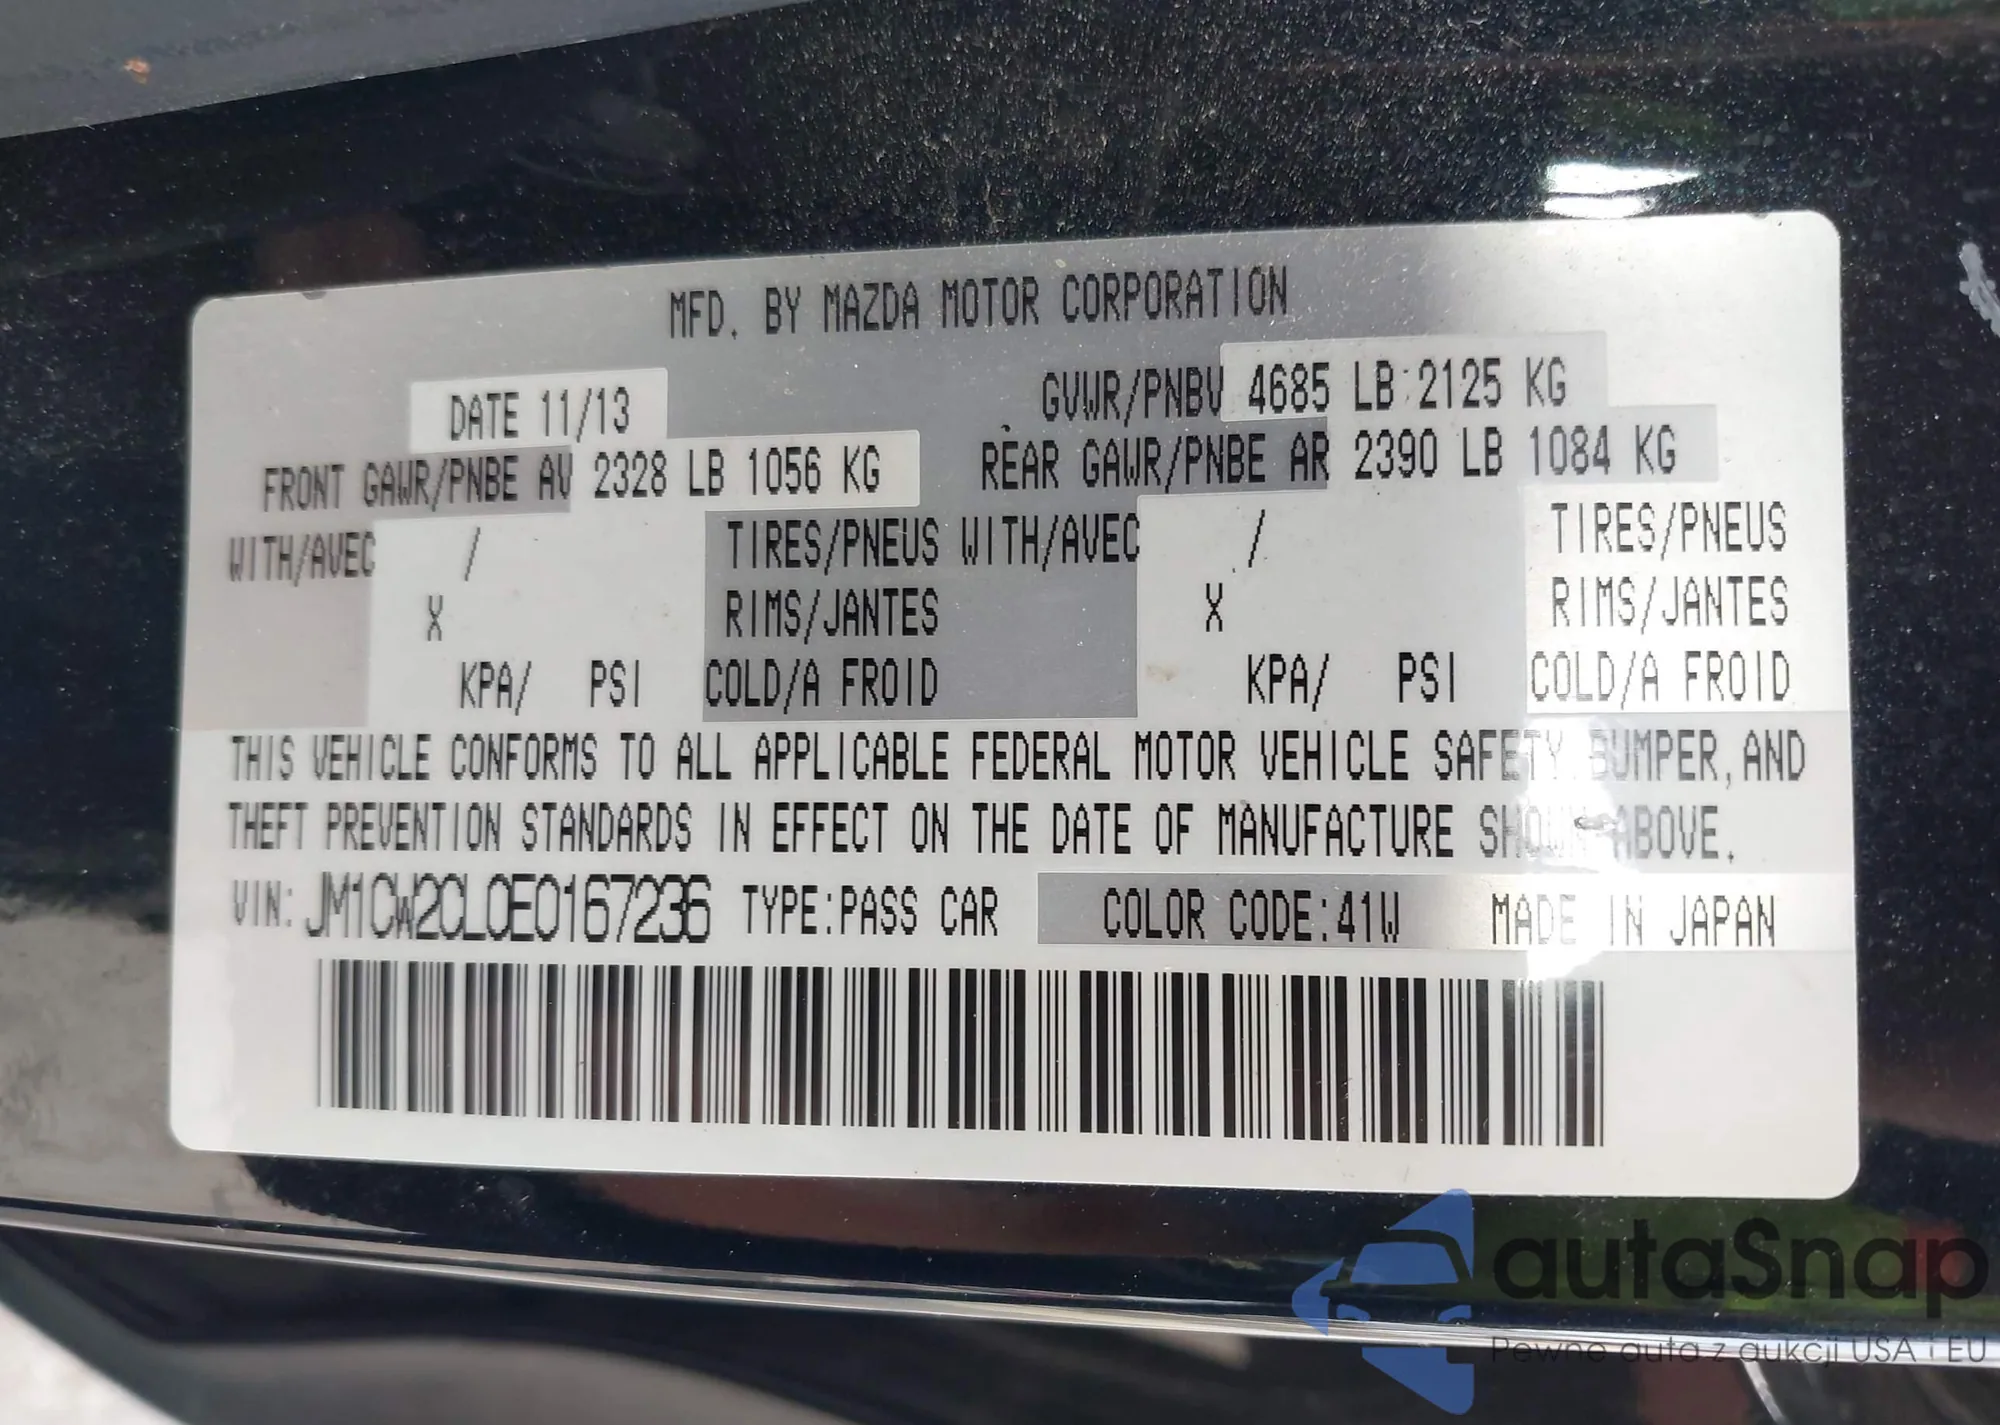 MFD. BY MAZDA MOTOR CORPORATION
DATE 11/13 GVWR/PNBV 4685 LB 2125 KG
FRONT GAWR/PNBE AV 2328 LB 1056 KG REAR GAWR/PNBE AR 2390 LB 1084 KG
WITH/AVEC / TIRES/PNEUS WITH/AVEC / TIRES/PNEUS
X RIMS/JANTES X RIMS/JANTES
KPA/ PSI COLD/A FROID KPA/ PSI COLD/A FROID
THIS VEHICLE CONFORMS TO ALL APPLICABLE FEDERAL MOTOR VEHICLE SAFETY, BUMPER, AND
THEFT PREVENTION STANDARDS IN EFFECT ON THE DATE OF MANUFACTURE SHOWN ABOVE.
VIN: JM1CW2CL0E0167236 TYPE:PASS CAR COLOR CODE:41W MADE IN JAPAN
autaSnap
Pewne auta z aukcji USA i EU